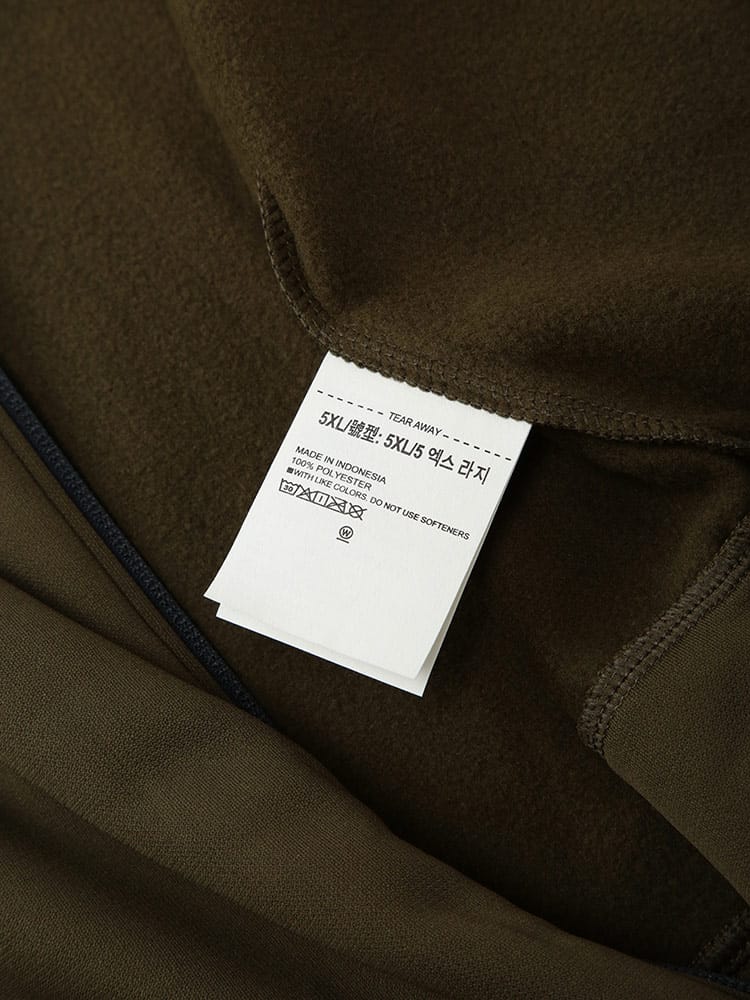 TEAR AWAY
5XL/號型: 5XL/5 엑스 라지
MADE IN INDONESIA
100% POLYESTER
■WITH LIKE COLORS. DO NOT USE SOFTENERS
30
W